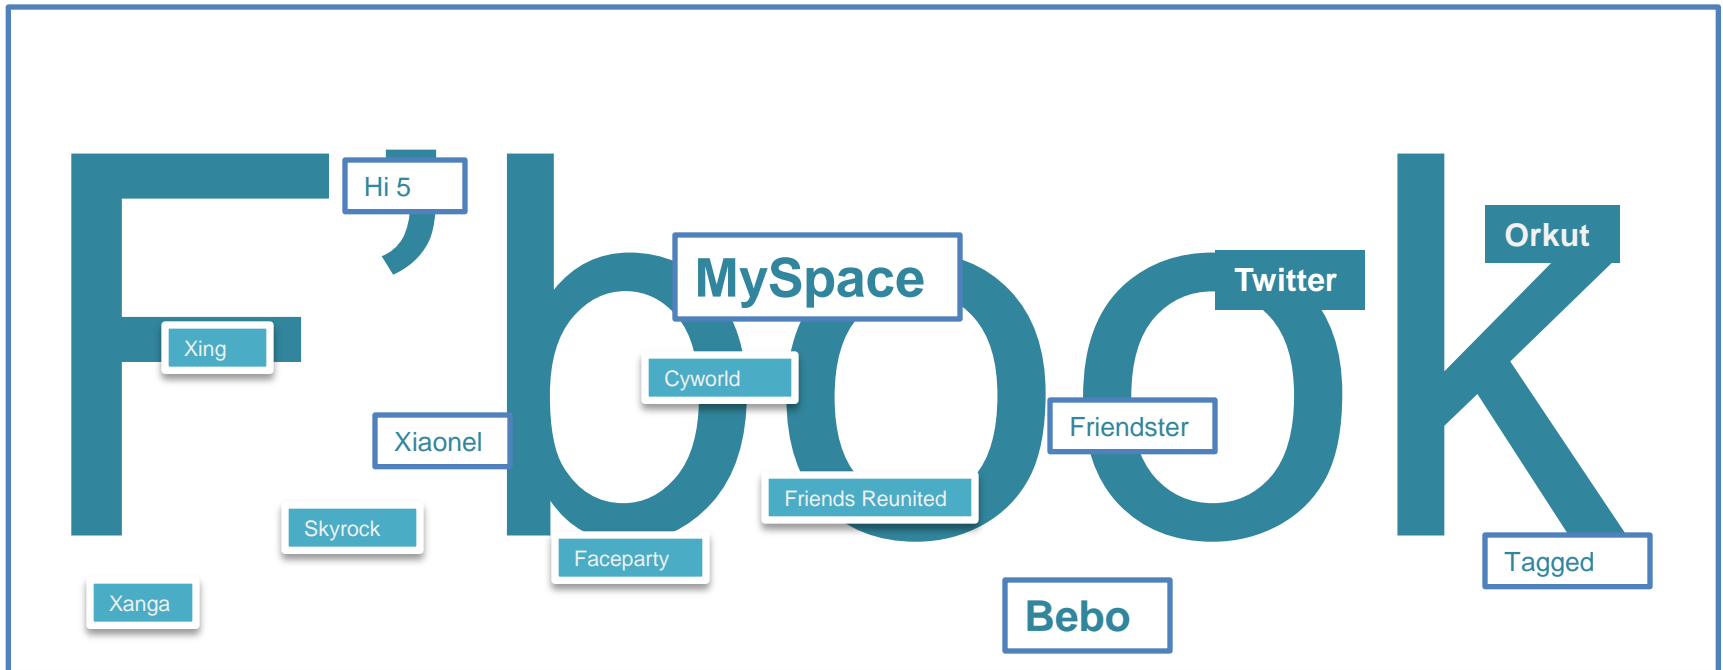 F’book
Hi 5
Orkut
MySpace
Twitter
Xing
Cyworld
Friendster
Xiaonel
Friends Reunited
Skyrock
Faceparty
Tagged
Xanga
Bebo